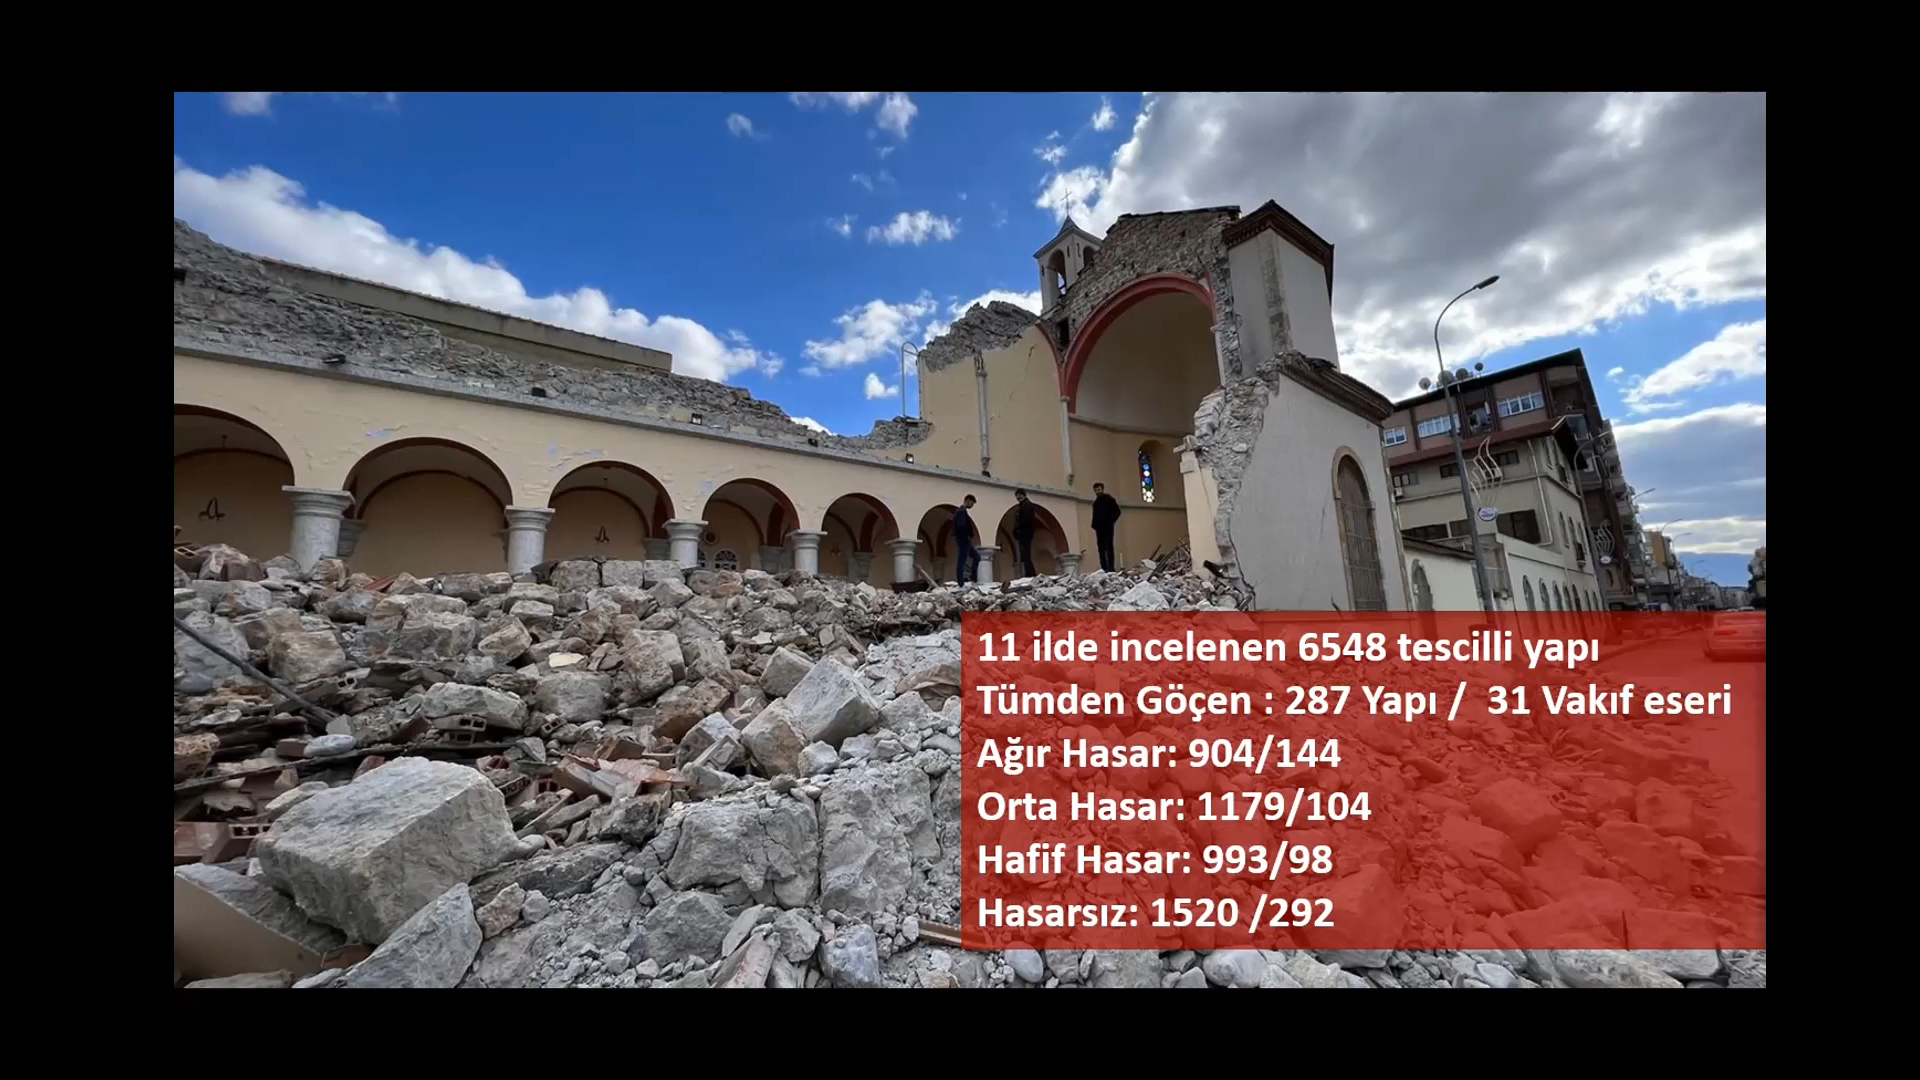 11 ilde incelenen 6548 tescilli yapı
Tümden Göçen : 287 Yapı /  31 Vakıf eseri
Ağır Hasar: 904/144
Orta Hasar: 1179/104
Hafif Hasar: 993/98
Hasarsız: 1520 /292